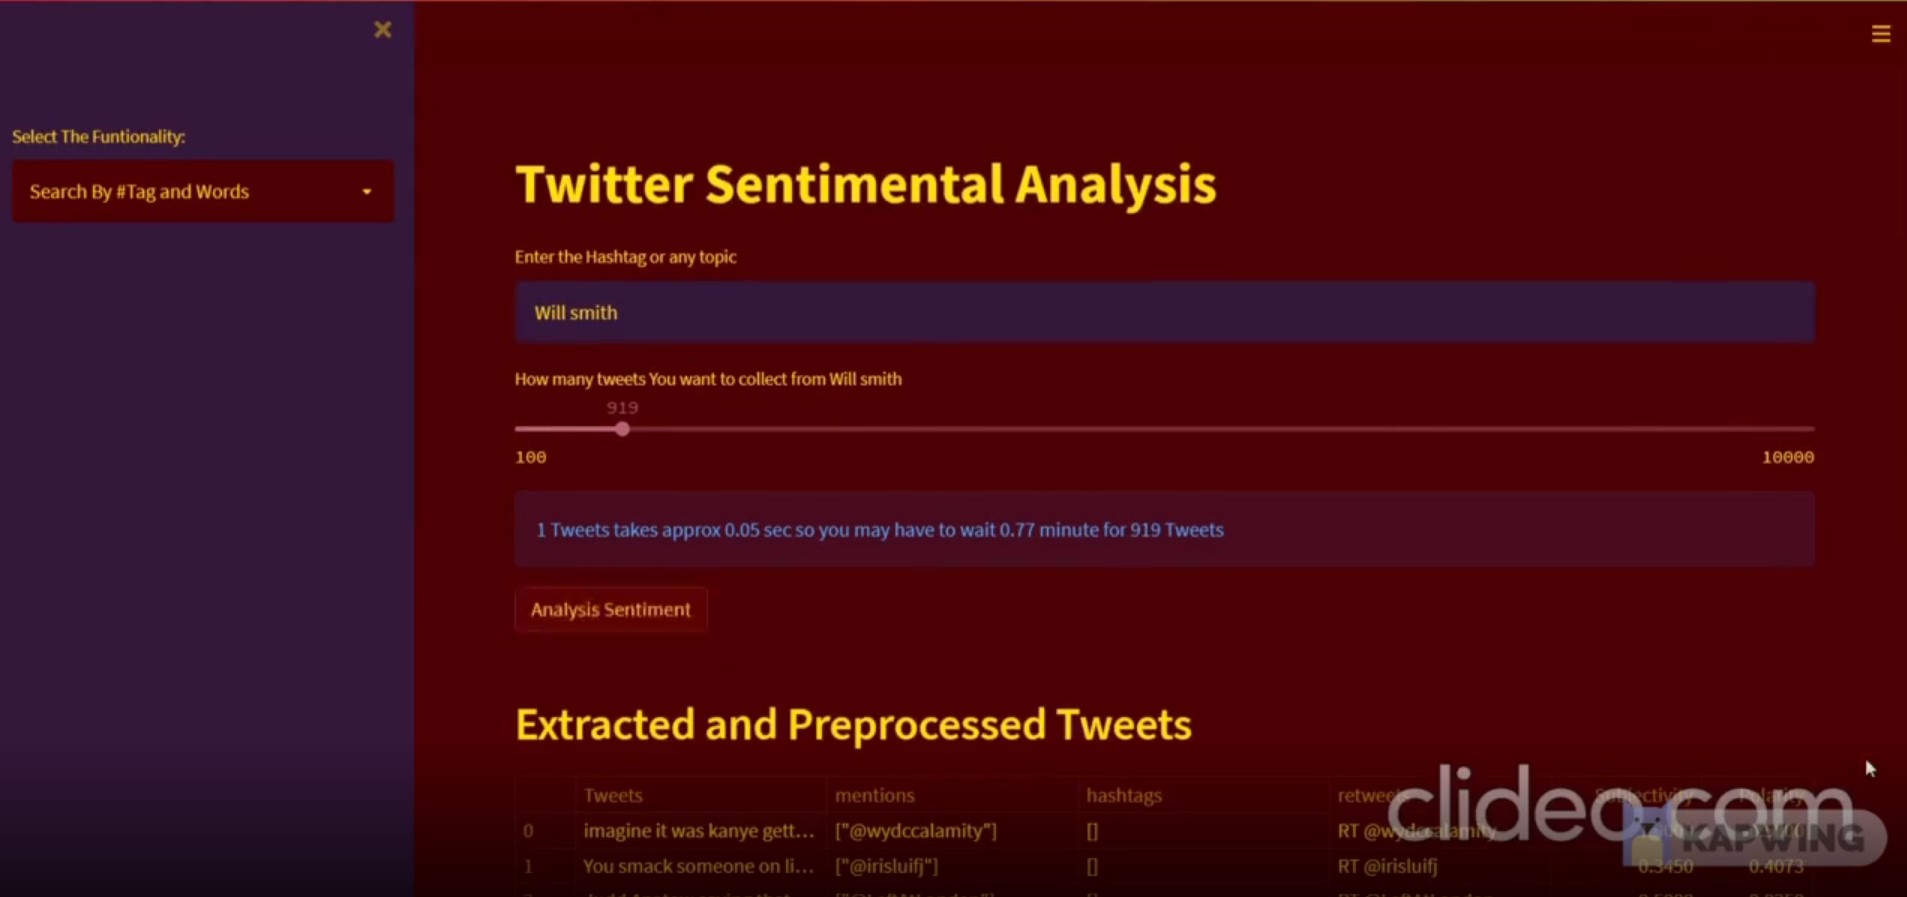 Select The Funtionality:
Search By #Tag and Words
Twitter Sentimental Analysis
Enter the Hashtag or any topic
Will smith
How many tweets You want to collect from Will smith
919
100 10000
1 Tweets takes approx 0.05 sec so you may have to wait 0.77 minute for 919 Tweets
Analysis Sentiment
Extracted and Preprocessed Tweets
Tweets mentions hashtags retweets Subjectivity Polarity
0 imagine it was kanye gett... ["@wydccalamity"] [] RT @wydccalamity
1 You smack someone on li... ["@irisluifj"] [] RT @irisluifj 0.3450 0.4073
clideo.com
KAPWING